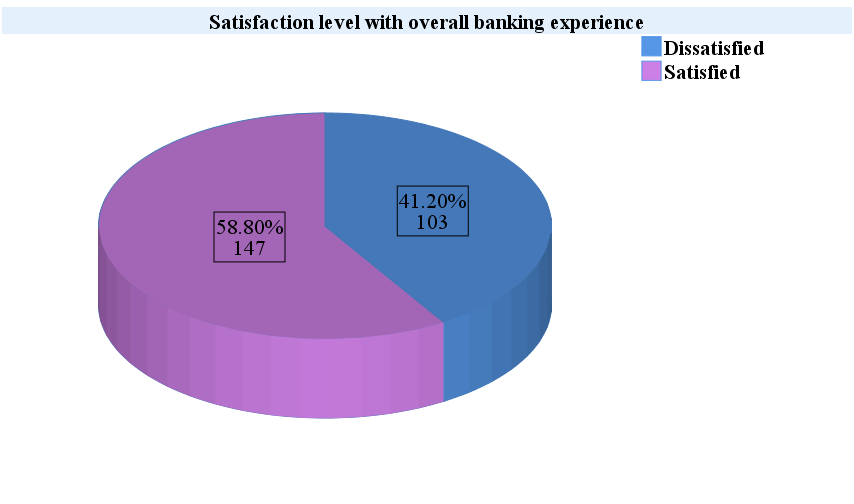 Satisfaction level with overall banking experience
Dissatisfied
Satisfied
41.20%
103
58.80%
147